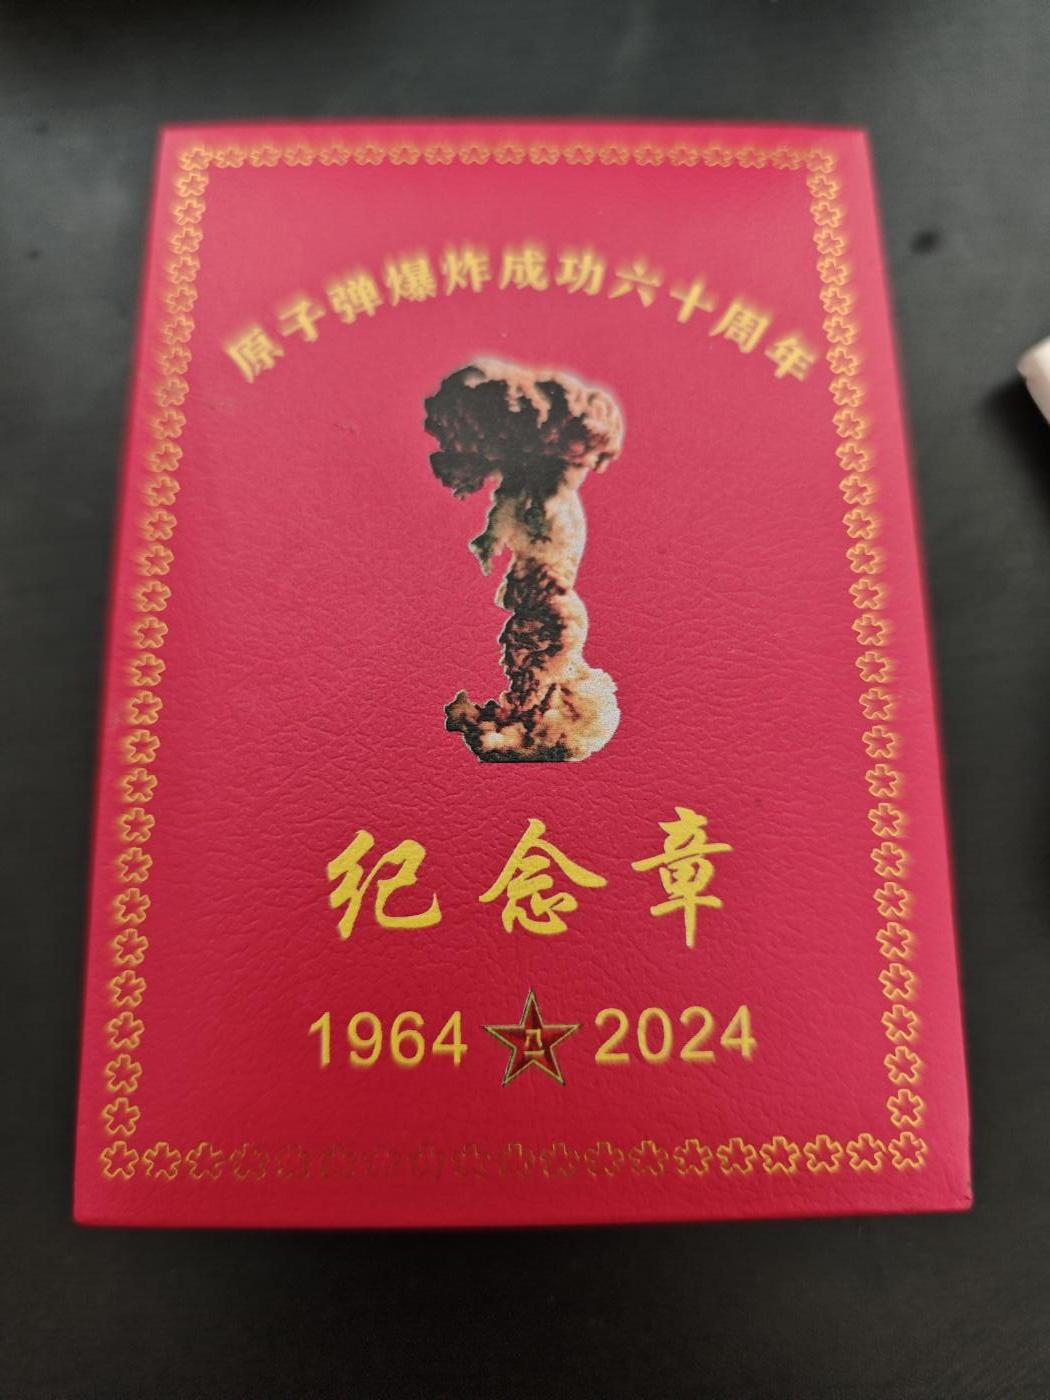 原子弹爆炸成功六十周年
纪念章
1964 八一 2024